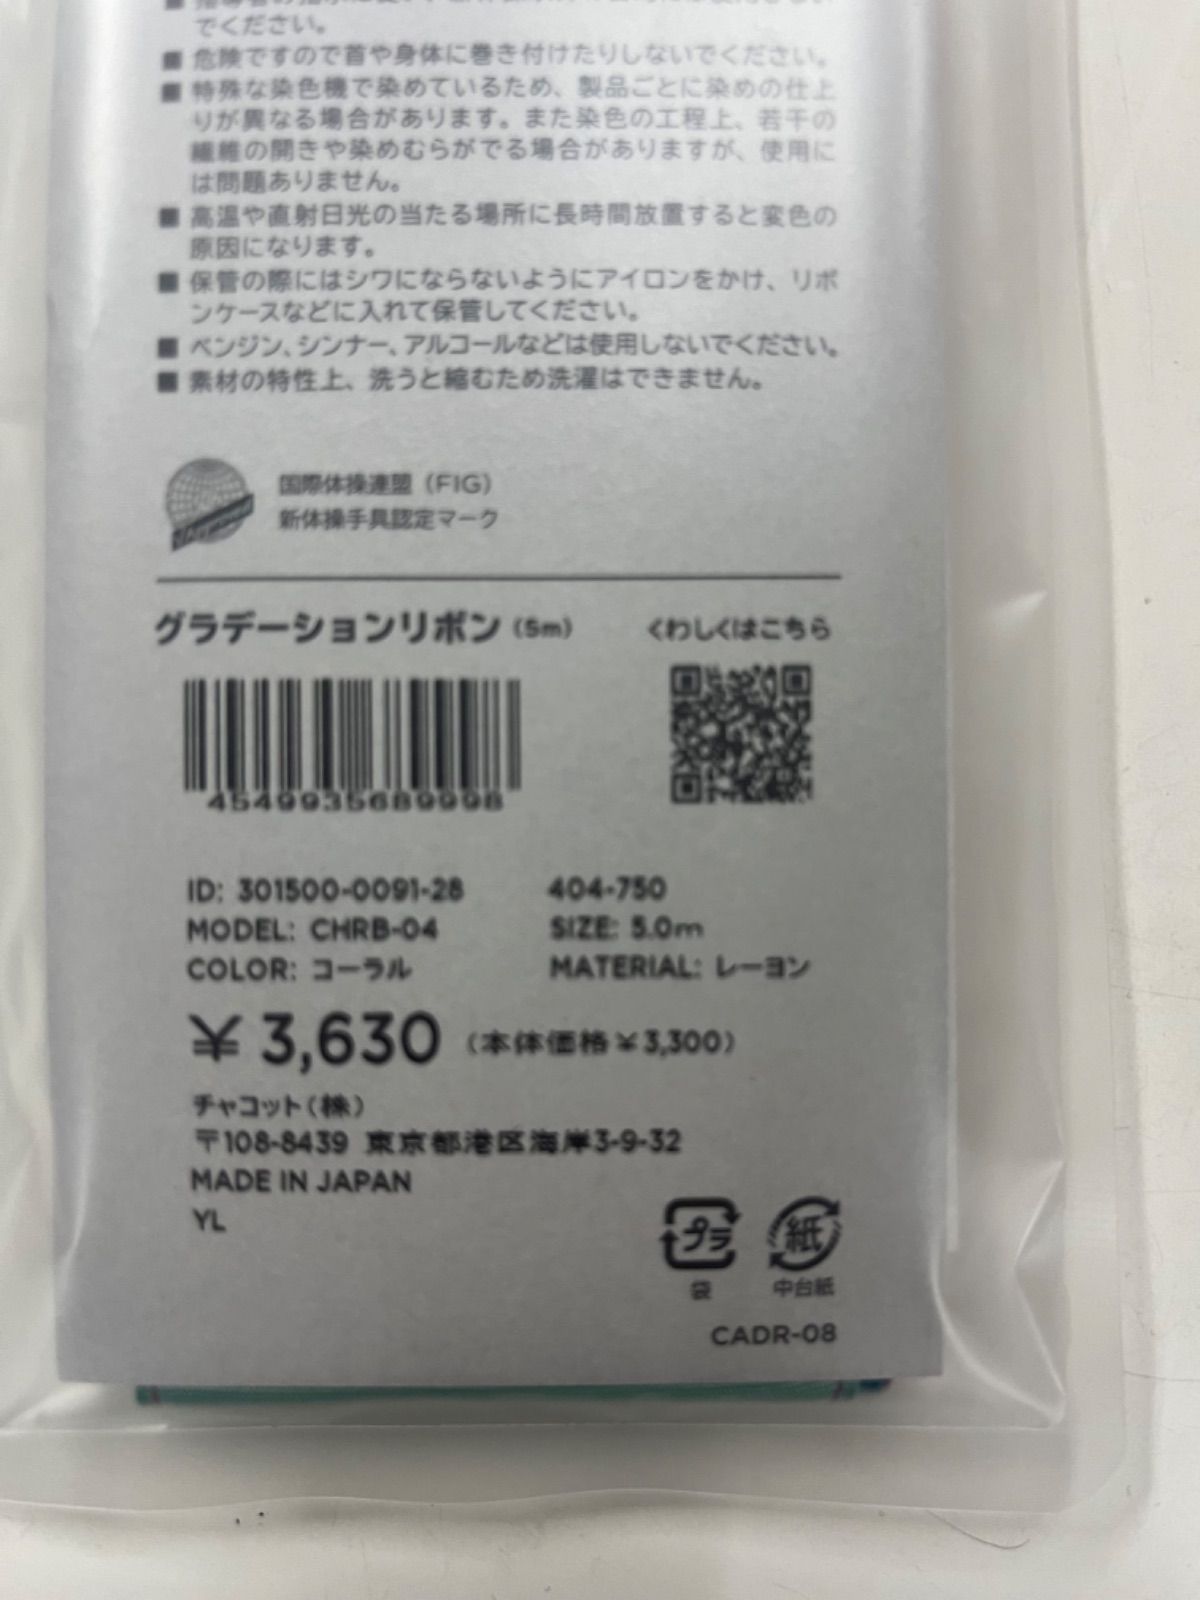 でください。
■ 危険ですので首や身体に巻き付けたりしないでください。
■ 特殊な染色機で染めているため、製品ごとに染めの仕上
りが異なる場合があります。また染色の工程上、若干の
繊維の開きや染めむらがでる場合がありますが、使用に
は問題ありません。
■ 高温や直射日光の当たる場所に長時間放置すると変色の
原因になります。
■ 保管の際にはシワにならないようにアイロンをかけ、リボ
ンケースなどに入れて保管してください。
■ ベンジン、シンナー、アルコールなどは使用しないでください。
■ 素材の特性上、洗うと縮むため洗濯はできません。
国際体操連盟（FIG）
新体操手具認定マーク
グラデーションリボン（5m） くわしくはこちら
4549935689998
ID: 301500-0091-28 404-750
MODEL: CHRB-04 SIZE: 5.0m
COLOR: コーラル MATERIAL: レーヨン
¥ 3,630（本体価格¥3,300）
チャコット（株）
〒108-8439 東京都港区海岸3-9-32
MADE IN JAPAN
YL
プラ 紙
袋 中台紙
CADR-08